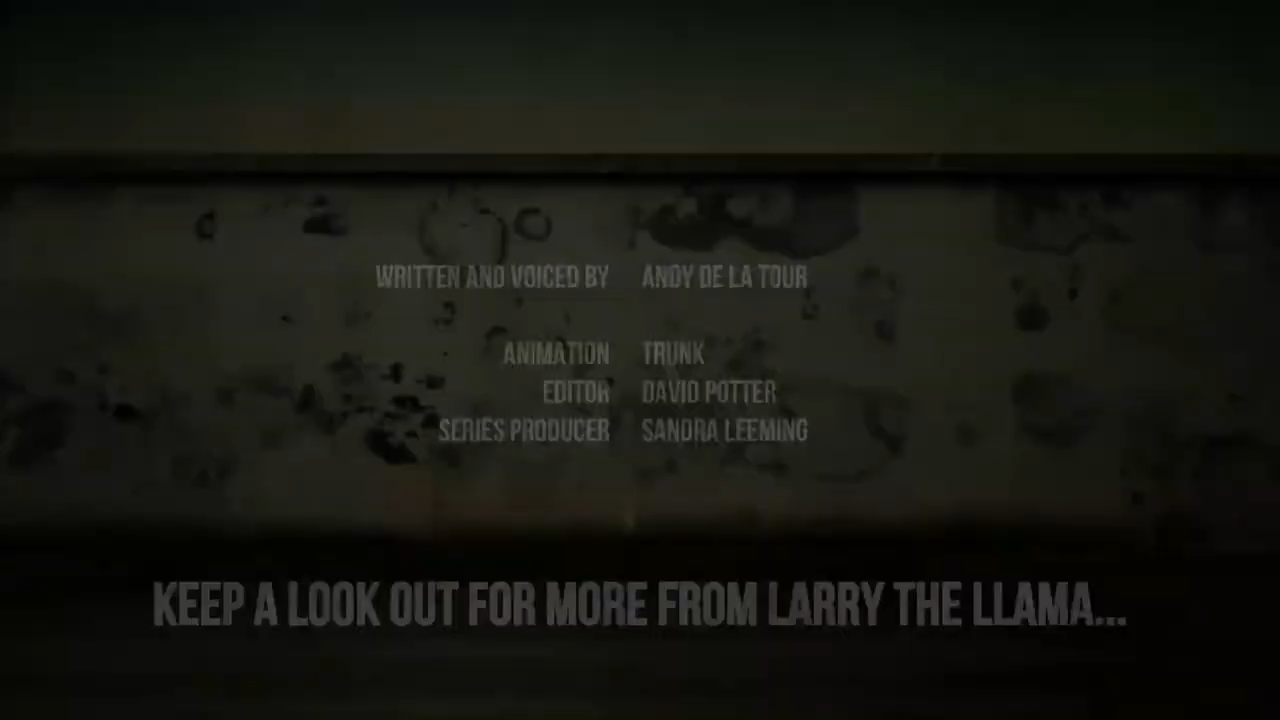 WRITTEN AND VOICED BY ANDY DE LA TOUR
ANIMATION TRUNK
EDITOR DAVID POTTER
SERIES PRODUCER SANDRA LEEMING
KEEP A LOOK OUT FOR MORE FROM LARRY THE LLAMA...